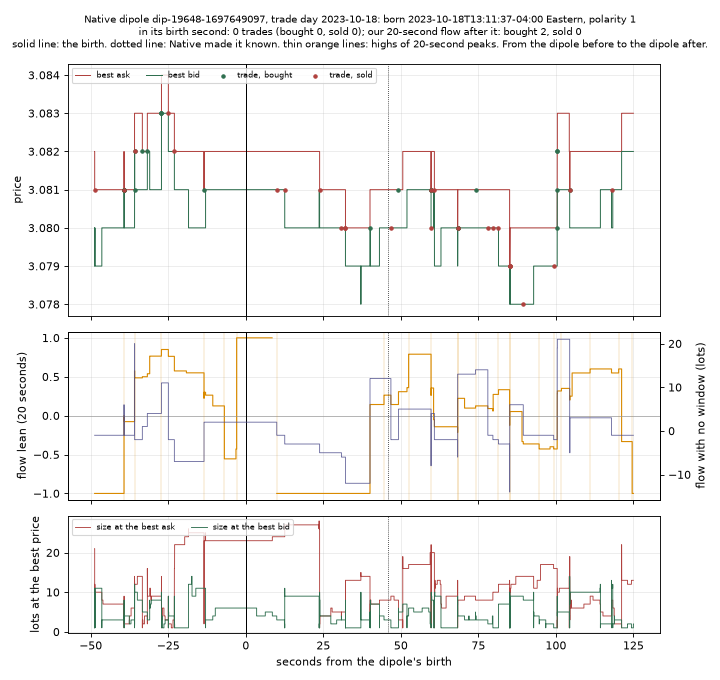 Native dipole dip-19648-1697649097, trade day 2023-10-18: born 2023-10-18T13:11:37-04:00 Eastern, polarity 1
in its birth second: 0 trades (bought 0, sold 0); our 20-second flow after it: bought 2, sold 0
solid line: the birth. dotted line: Native made it known. thin orange lines: highs of 20-second peaks. From the dipole before to the dipole after.
best ask
best bid
trade, bought
trade, sold
3.084
3.083
3.082
3.081
3.080
3.079
3.078
price
1.0
0.5
0.0
−0.5
−1.0
flow lean (20 seconds)
20
10
0
−10
flow with no window (lots)
size at the best ask
size at the best bid
20
10
0
lots at the best price
−50
−25
0
25
50
75
100
125
seconds from the dipole's birth